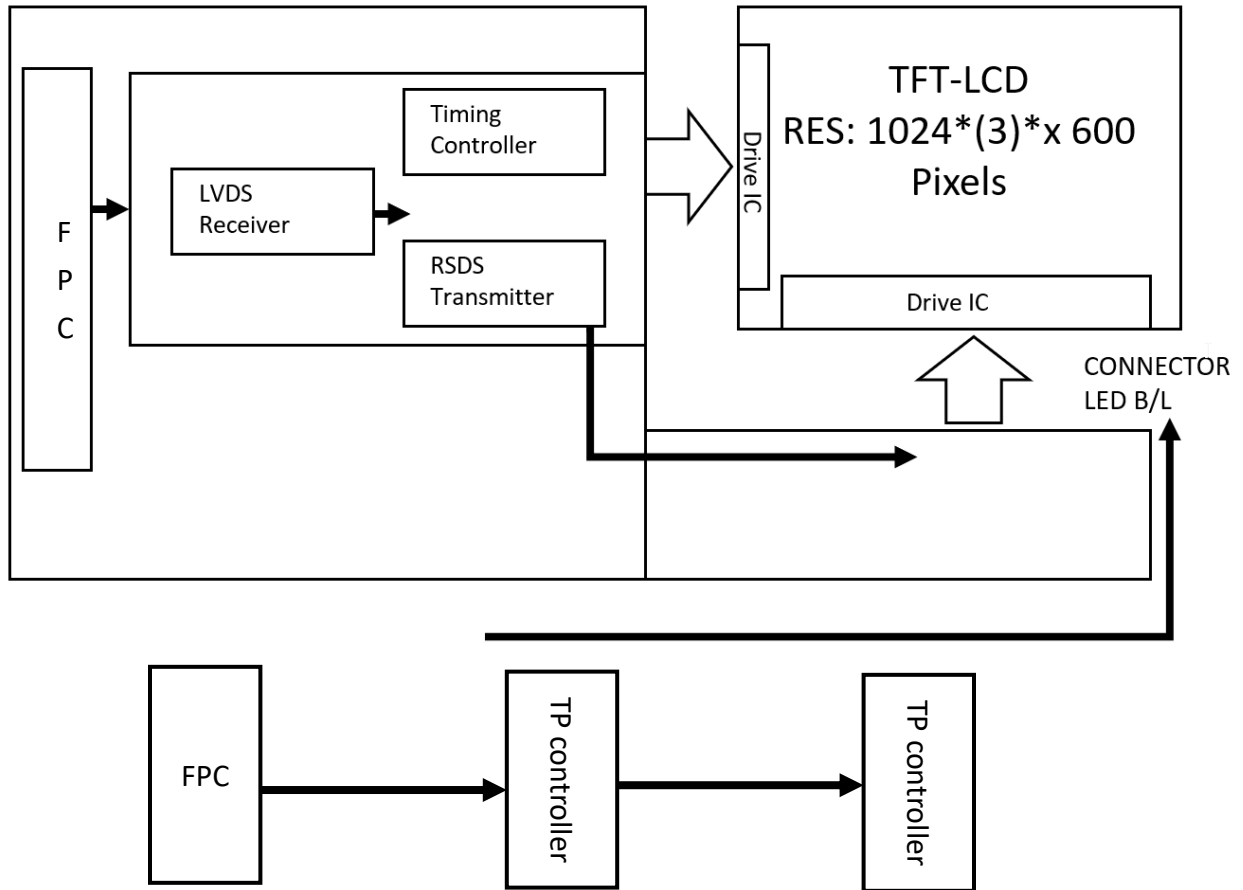 F
P
C
LVDS
Receiver
Timing
Controller
RSDS
Transmitter
Drive IC
TFT-LCD
RES: 1024*(3)*x 600
Pixels
Drive IC
CONNECTOR
LED B/L
FPC
TP controller
TP controller